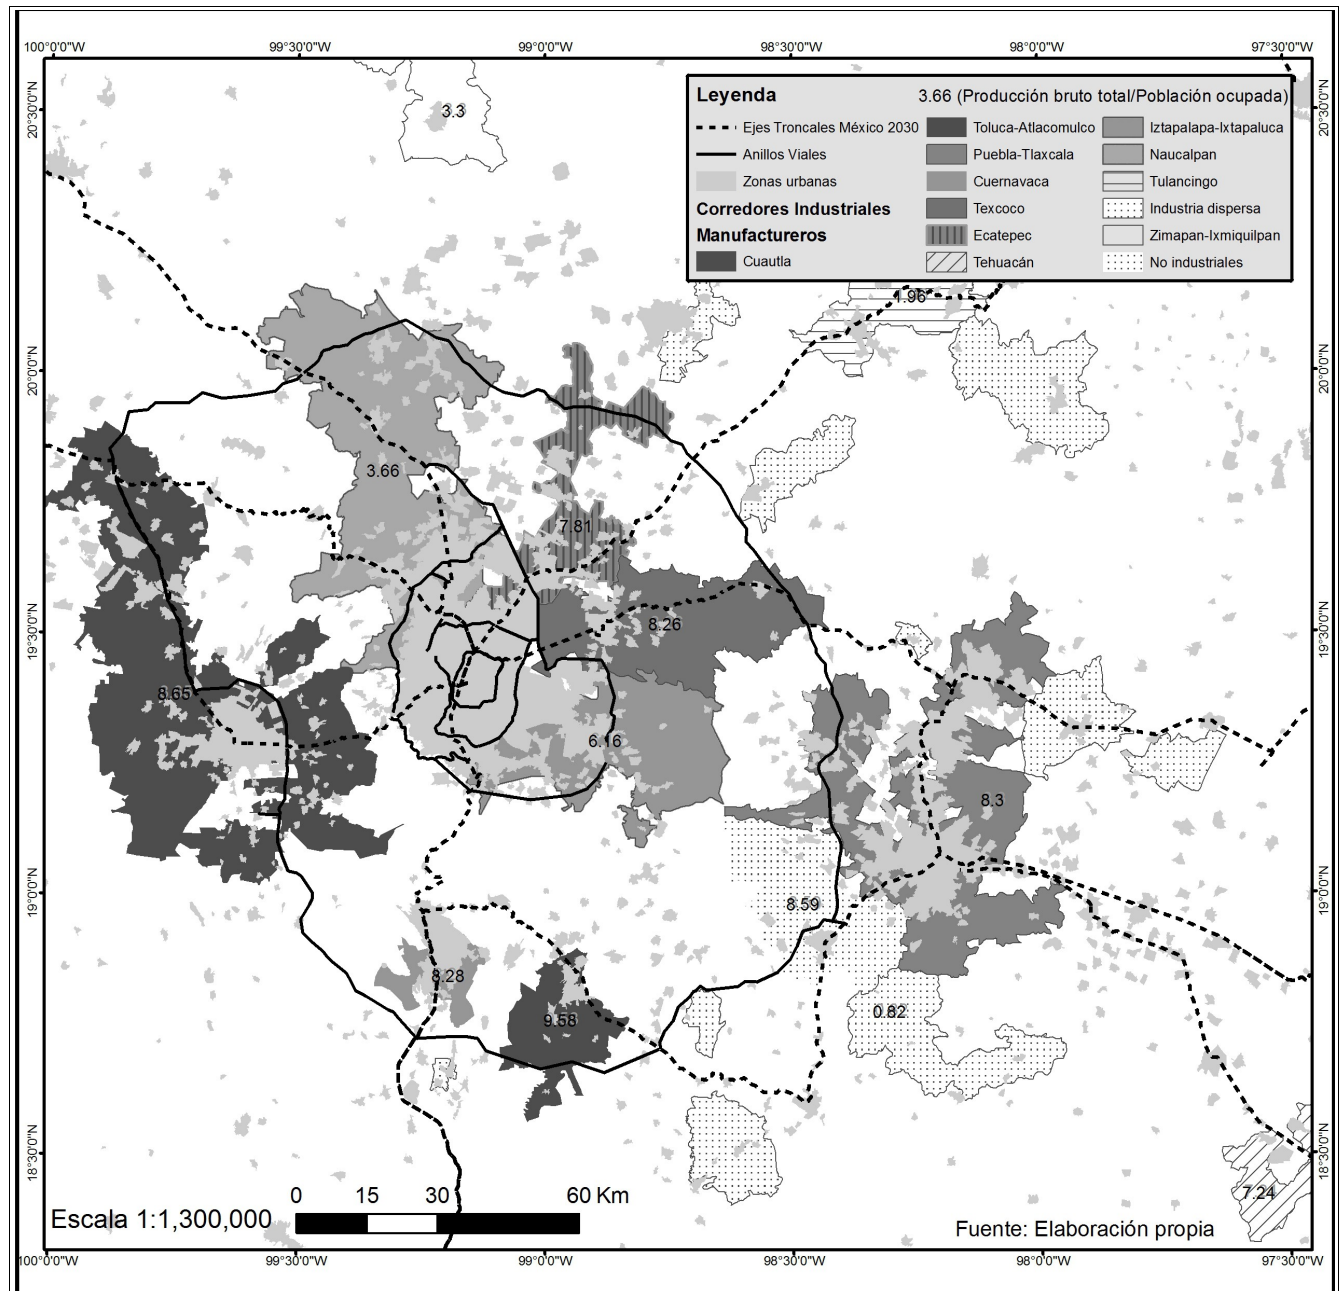 100°0'0"W 99°30'0"W 99°0'0"W 98°30'0"W 98°0'0"W 97°30'0"W
20°30'0"N
20°30'0"N
Leyenda
3.66 (Producción bruto total/Población ocupada)
Ejes Troncales México 2030
Anillos Viales
Zonas urbanas
Corredores Industriales
Manufactureros
Cuautla
Toluca-Atlacomulco
Puebla-Tlaxcala
Cuernavaca
Texcoco
Ecatepec
Tehuacán
Iztapalapa-Ixtapaluca
Naucalpan
Tulancingo
Industria dispersa
Zimapan-Ixmiquilpan
No industriales
3.3
1.96
20°0'0"N
20°0'0"N
3.66
7.81
8.26
19°30'0"N
19°30'0"N
8.65
6.16
8.3
19°0'0"N
19°0'0"N
8.59
8.28
9.58
0.82
18°30'0"N
18°30'0"N
7.24
0 15 30 60 Km
Escala 1:1,300,000
Fuente: Elaboración propia
100°0'0"W 99°30'0"W 99°0'0"W 98°30'0"W 98°0'0"W 97°30'0"W